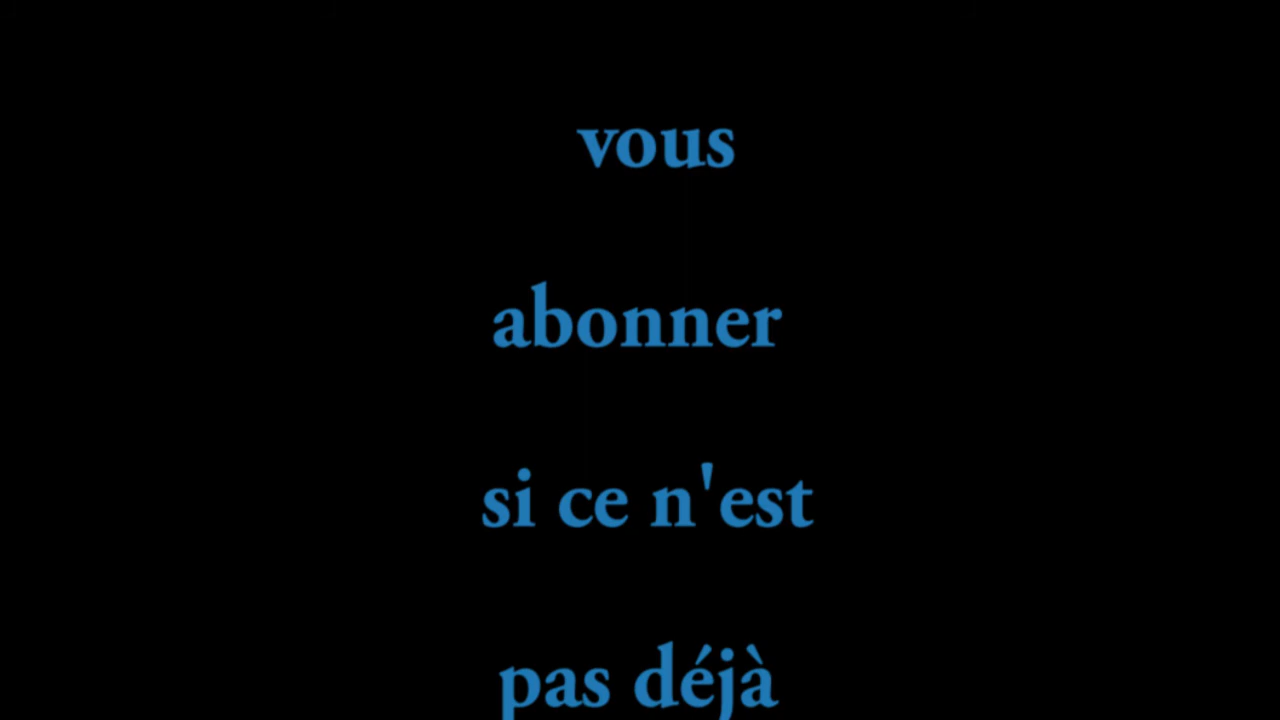 vous
abonner
si ce n'est
pas déjà